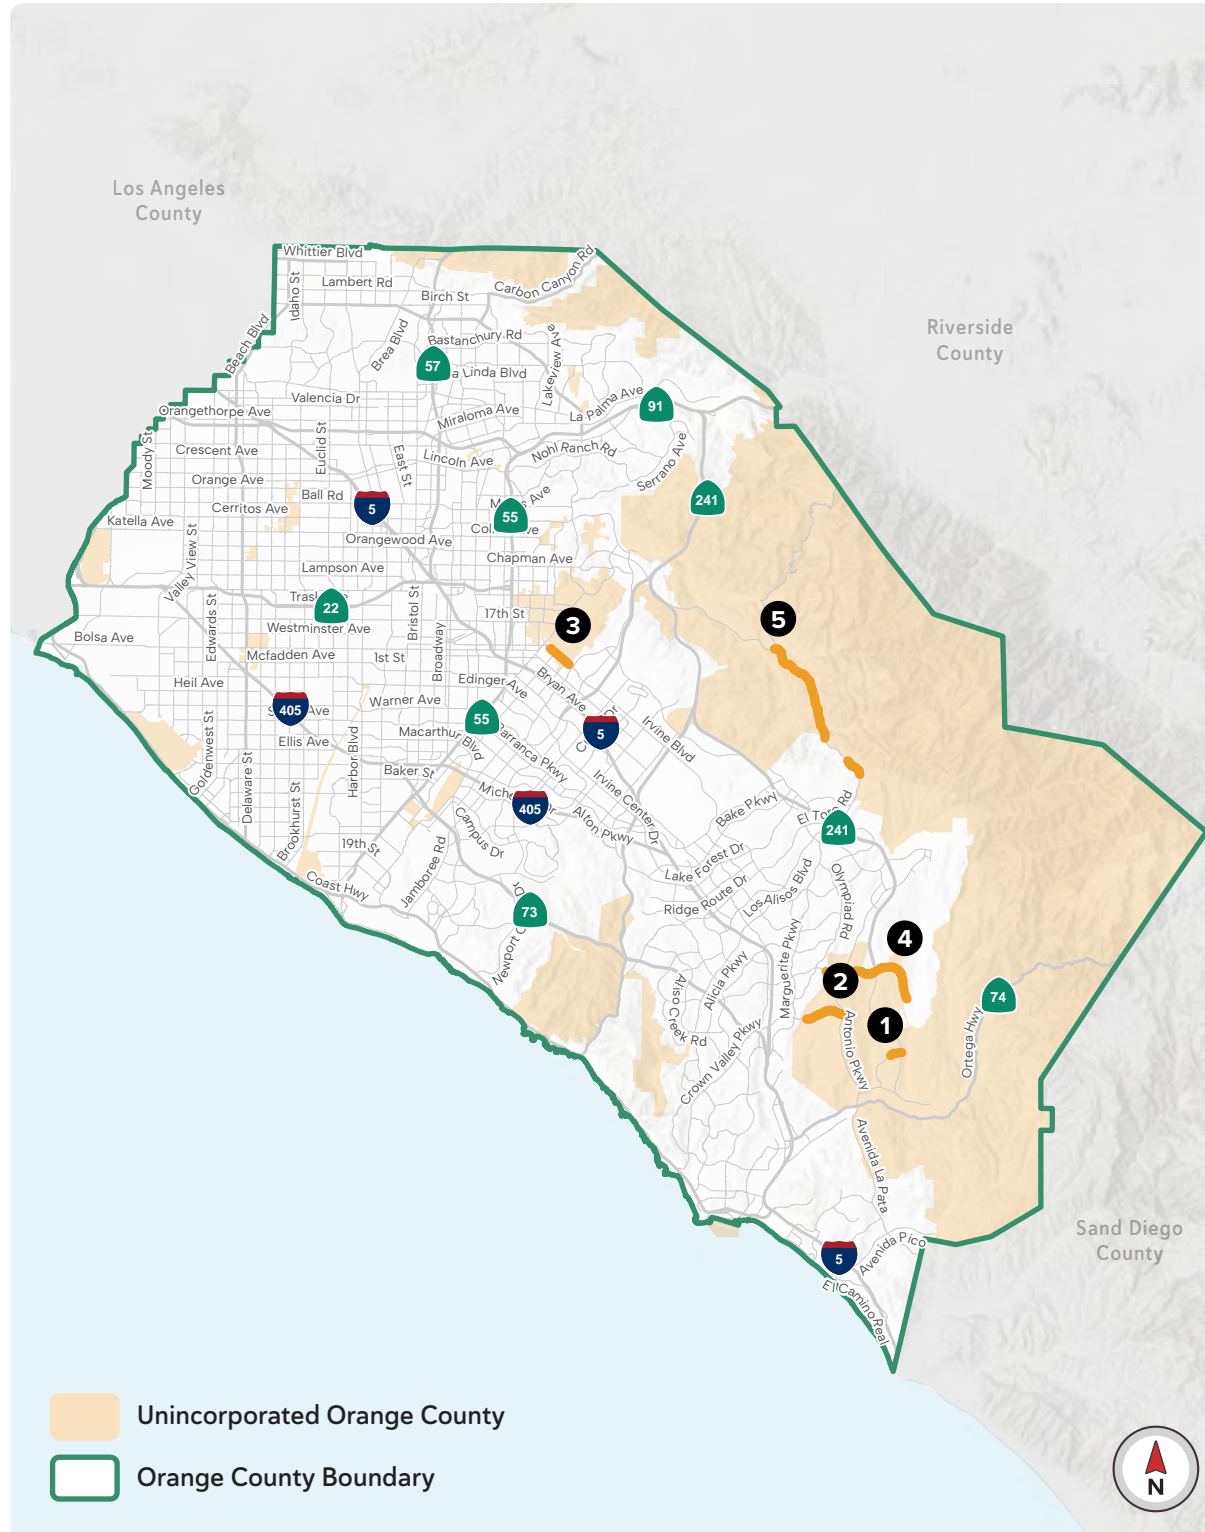 Los Angeles
County
Riverside
County
Whittier Blvd
Lambert Rd
Idaho St
Birch St
Carbon Canyon Rd
Beach Blvd
Brea Blvd
Bastanchury Rd
Lakeview Ave
57
a Linda Blvd
Valencia Dr
Orangethorpe Ave
Miraloma Ave
La Palma Ave
91
Moody St
Crescent Ave
Euclid St
East St
Lincoln Ave
Nohl Ranch Rd
Serrano Ave
Orange Ave
Ball Rd
Cerritos Ave
5
241
55
Katella Ave
Orangewood Ave
Chapman Ave
Valley View St
Lampson Ave
22
Bristol St
17th St
3
5
Edwards St
Westminster Ave
Bolsa Ave
Mcfadden Ave
1st St
Broadway
Heil Ave
Edinger Ave
Bryan Ave
Warner Ave
405
Ave
55
5
Irvine Blvd
Macarthur Blvd
Barranca Pkwy
Goldenwest St
Ellis Ave
Delaware St
Harbor Blvd
Baker St
Irvine Center Dr
Brookhurst St
405
Alton Pkwy
Bake Pkwy
El Toro Rd
241
Campus Dr
19th St
Jamboree Rd
Lake Forest Dr
Ridge Route Dr
Los Alisos Blvd
Olympiad Rd
Coast Hwy
73
Newport C
Dr
Marguerite Pkwy
4
2
Alicia Pkwy
Aliso Creek Rd
74
1
Antonio Pkwy
Ortega Hwy
Crown Valley Pkwy
Avenida La Pata
Sand Diego
County
5
Avenida Pico
El Camino Real
Unincorporated Orange County
Orange County Boundary
N